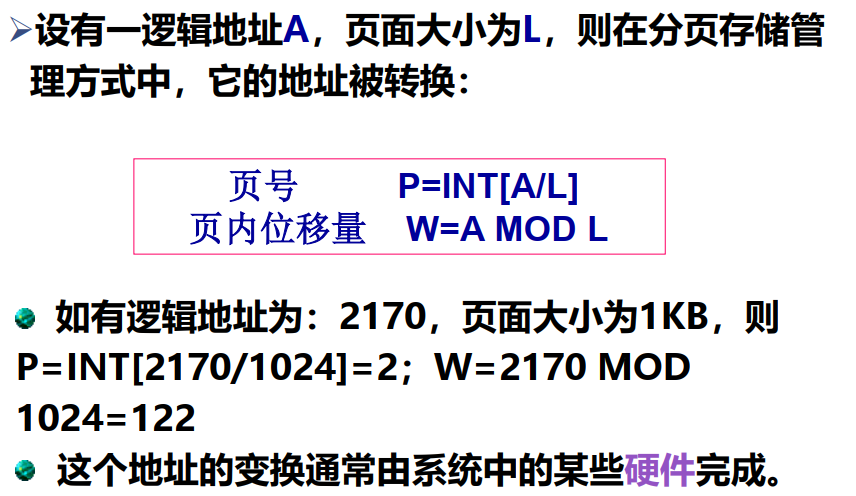 设有一逻辑地址A，页面大小为L，则在分页存储管
理方式中，它的地址被转换：
页号 P=INT[A/L]
页内位移量 W=A MOD L
如有逻辑地址为：2170，页面大小为1KB，则
P=INT[2170/1024]=2；W=2170 MOD
1024=122
这个地址的变换通常由系统中的某些硬件完成。